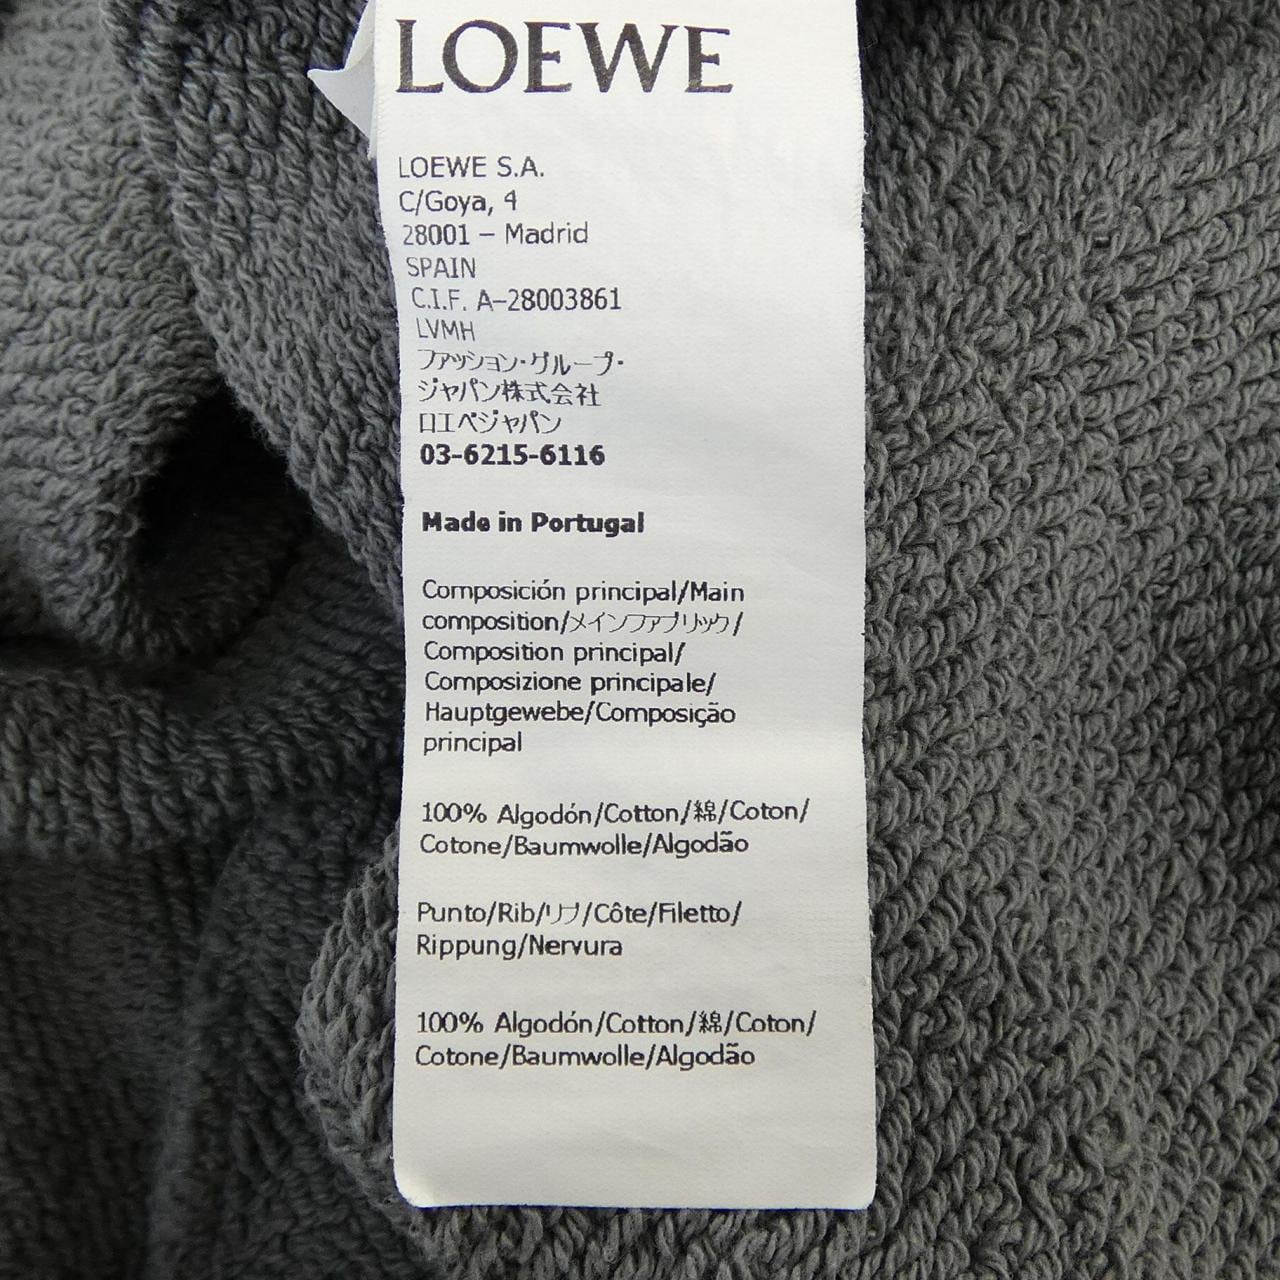 LOEWE
LOEWE S.A.
C/Goya, 4
28001 – Madrid
SPAIN
C.I.F. A–28003861
LVMH
ファッション・グループ・
ジャパン株式会社
ロエベジャパン
03-6215-6116
Made in Portugal
Composición principal/Main
composition/メインファブリック/
Composition principal/
Composizione principale/
Hauptgewebe/Composição
principal
100% Algodón/Cotton/綿/Coton/
Cotone/Baumwolle/Algodão
Punto/Rib/リブ/Côte/Filetto/
Rippung/Nervura
100% Algodón/Cotton/綿/Coton/
Cotone/Baumwolle/Algodão